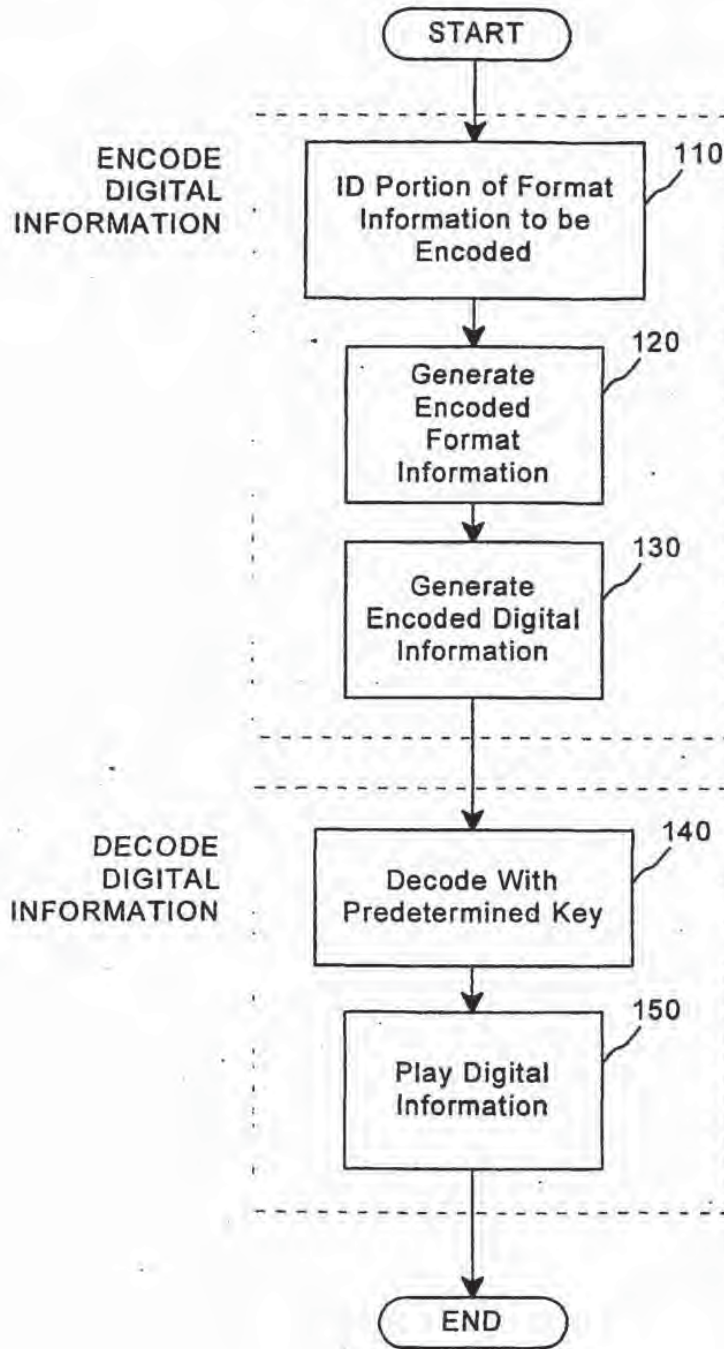 START
ENCODE
DIGITAL
INFORMATION
110
ID Portion of Format
Information to be
Encoded
120
Generate
Encoded
Format
Information
130
Generate
Encoded Digital
Information
DECODE
DIGITAL
INFORMATION
140
Decode With
Predetermined Key
150
Play Digital
Information
END